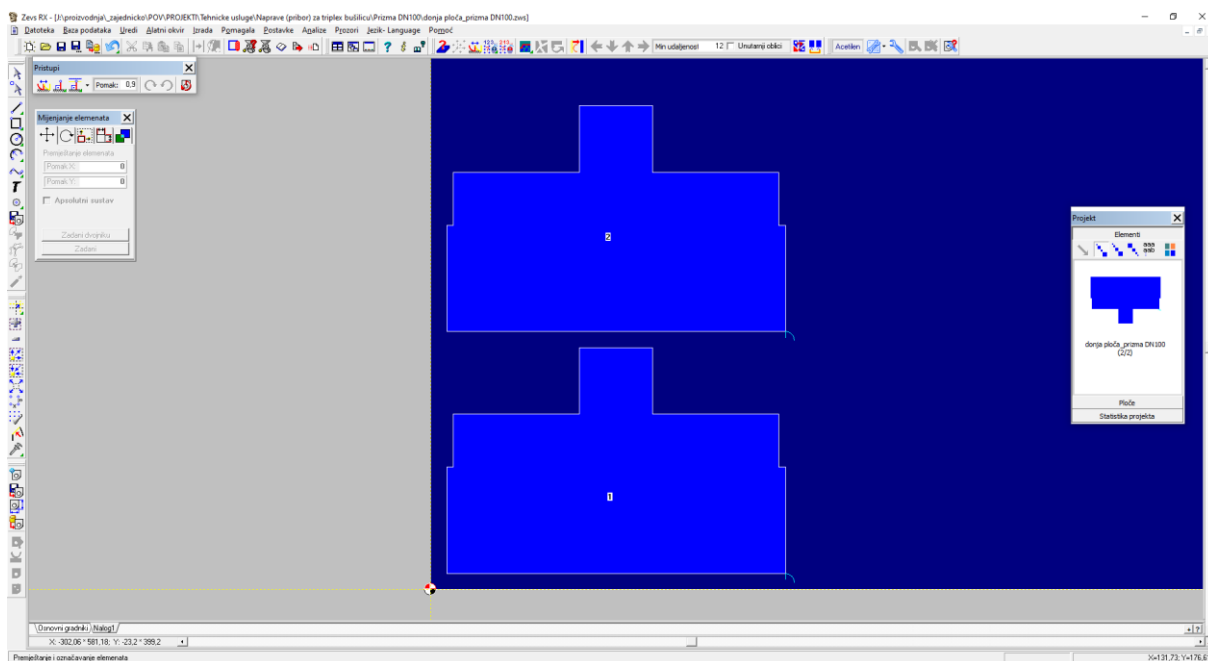 Zevs RX - [J:\proizvodnja\_zajednicko\POV\PROJEKTI\Tehnicke usluge\Naprave (pribor) za triplex bušilicu\Prizma DN100\donja ploča_prizma DN100.zws]
Datoteka Baza podataka Uredi Alatni okvir Izrada Pomagala Postavke Analize Prozori Jezik- Language Pomoć
Min udaljenost 12 Unutarnji oblici Acetilen
Pristupi
Pomak: 0,9
Mijenjanje elemenata
Premještanje elemenata
Pomak X: 0
Pomak Y: 0
Apsolutni sustav
Zadani dvojniku
Zadani
2
1
Projekt
Elementi
donja ploča_prizma DN100
(2/2)
Ploče
Statistika projekta
Osnovni gradniki Nalog1
X: -302,06 * 581,18; Y: -23,2 * 399,2
Premještanje i označavanje elemenata
X=131,73; Y=176,6